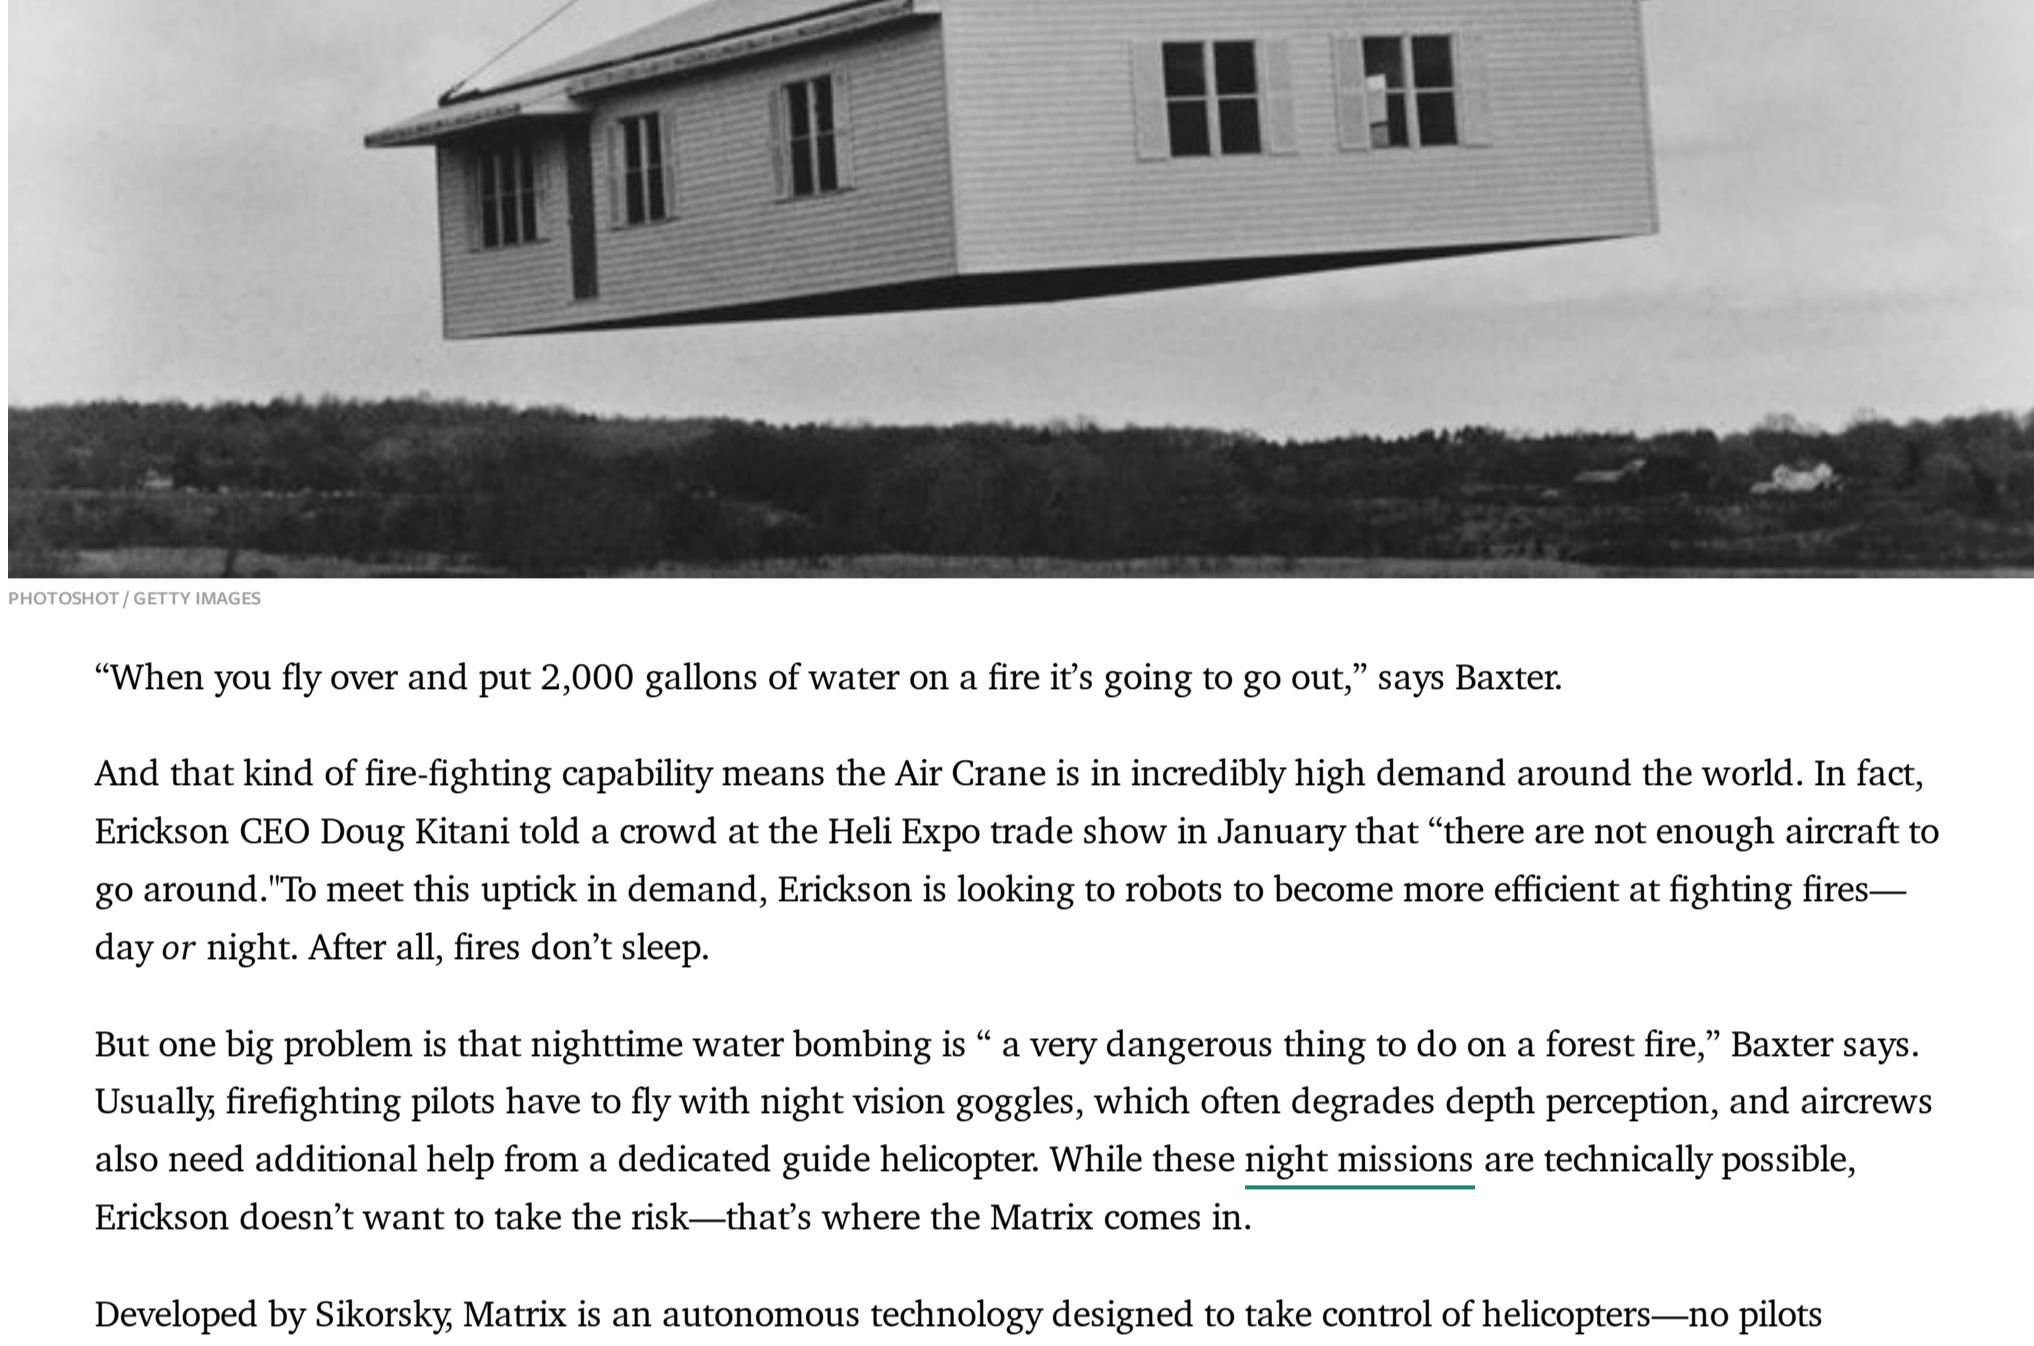 PHOTOSHOT / GETTY IMAGES
“When you fly over and put 2,000 gallons of water on a fire it’s going to go out,” says Baxter.
And that kind of fire-fighting capability means the Air Crane is in incredibly high demand around the world. In fact,
Erickson CEO Doug Kitani told a crowd at the Heli Expo trade show in January that “there are not enough aircraft to
go around."To meet this uptick in demand, Erickson is looking to robots to become more efficient at fighting fires—
day or night. After all, fires don’t sleep.
But one big problem is that nighttime water bombing is “ a very dangerous thing to do on a forest fire,” Baxter says.
Usually, firefighting pilots have to fly with night vision goggles, which often degrades depth perception, and aircrews
also need additional help from a dedicated guide helicopter. While these night missions are technically possible,
Erickson doesn’t want to take the risk—that’s where the Matrix comes in.
Developed by Sikorsky, Matrix is an autonomous technology designed to take control of helicopters—no pilots